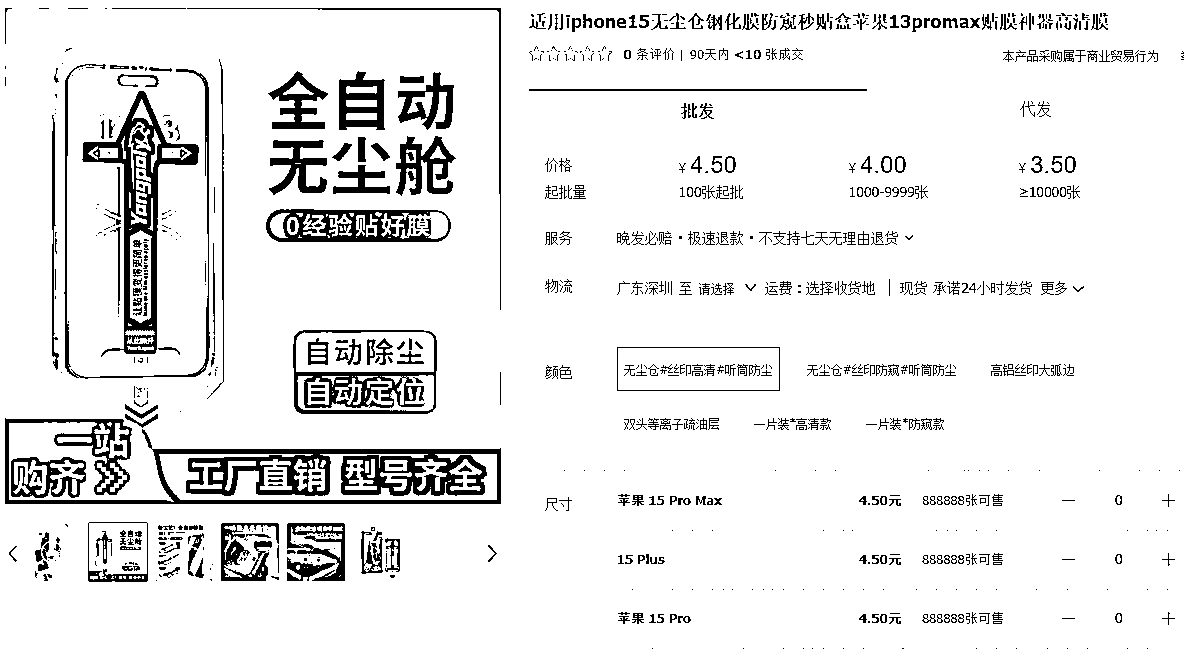 全自动
无尘舱
0经验贴好膜
自动除尘
自动定位
一站
购齐
工厂直销 型号齐全
适用iphone15无尘仓钢化膜防窥秒贴盒苹果13promax贴膜神器高清膜
0 条评价 | 90天内 <10 张成交
本产品采购属于商业贸易行为
批发
代发
价格 ¥4.50 ¥4.00 ¥3.50
起批量 100张起批 1000-9999张 ≥10000张
服务 晚发必赔·极速退款·不支持七天无理由退货
物流 广东深圳 至 请选择 运费：选择收货地 | 现货 承诺24小时发货 更多
颜色 无尘仓#丝印高清#听筒防尘 无尘仓#丝印防窥#听筒防尘 高铝丝印大弧边
双头等离子疏油层 一片装*高清款 一片装*防窥款
尺寸 苹果 15 Pro Max 4.50元 888888张可售 — 0 +
15 Plus 4.50元 888888张可售 — 0 +
苹果 15 Pro 4.50元 888888张可售 — 0 +